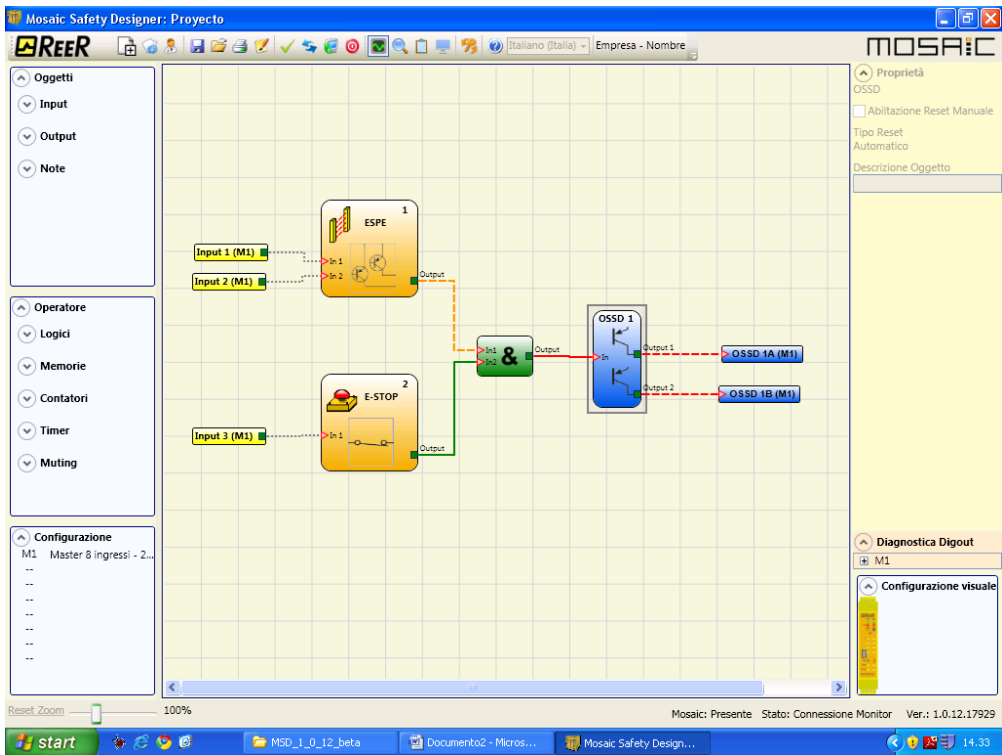 Mosaic Safety Designer: Proyecto
REER
Italiano (Italia)
Empresa - Nombre
MOSAIC
Oggetti
Input
Output
Note
Operatore
Logici
Memorie
Contatori
Timer
Muting
Configurazione
M1 Master 8 ingressi - 2...
--
--
--
--
--
--
--
Input 1 (M1)
Input 2 (M1)
1
ESPE
In 1
In 2
Output
Input 3 (M1)
2
E-STOP
In 1
Output
In1
In2
&
Output
OSSD 1
In
Output 1
Output 2
OSSD 1A (M1)
OSSD 1B (M1)
Proprietà
OSSD
Abiltazione Reset Manuale
Tipo Reset
Automatico
Descrizione Oggetto
Diagnostica Digout
M1
Configurazione visuale
Reset Zoom
100%
Mosaic: Presente Stato: Connessione Monitor Ver.: 1.0.12.17929
start
MSD_1_0_12_beta
Documento2 - Micros...
Mosaic Safety Design...
14.33